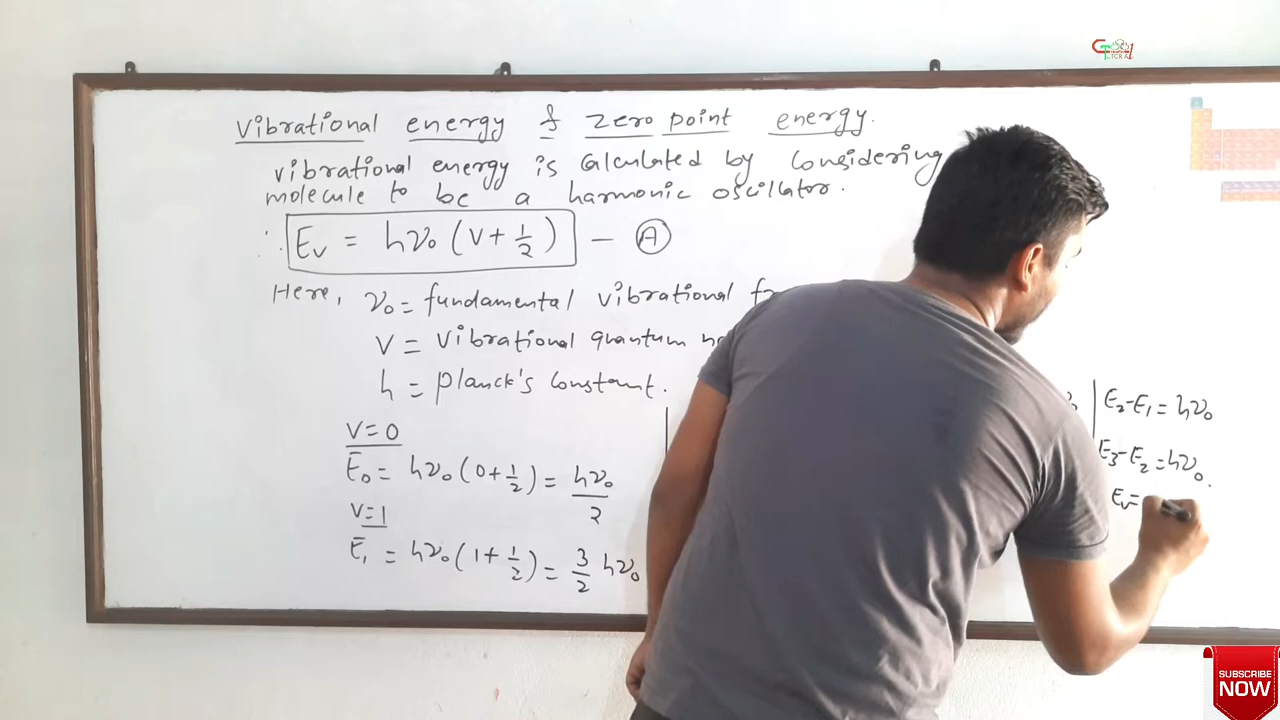 Vibrational energy & zero point energy.
vibrational energy is calculated by considering
molecule to be a harmonic oscillator.
∴ Eᵥ = hν₀ (v + 1/2) – Ⓐ
Here, ν₀ = fundamental vibrational
v = vibrational quantum
h = planck's constant.
v=0
E₀ = hν₀ (0 + 1/2) = hν₀/2
v=1
E₁ = hν₀ (1 + 1/2) = 3/2 hν₀
E₂-E₁ = hν₀
E₃-E₂ = hν₀.
Eᵥ =
SUBSCRIBE
NOW